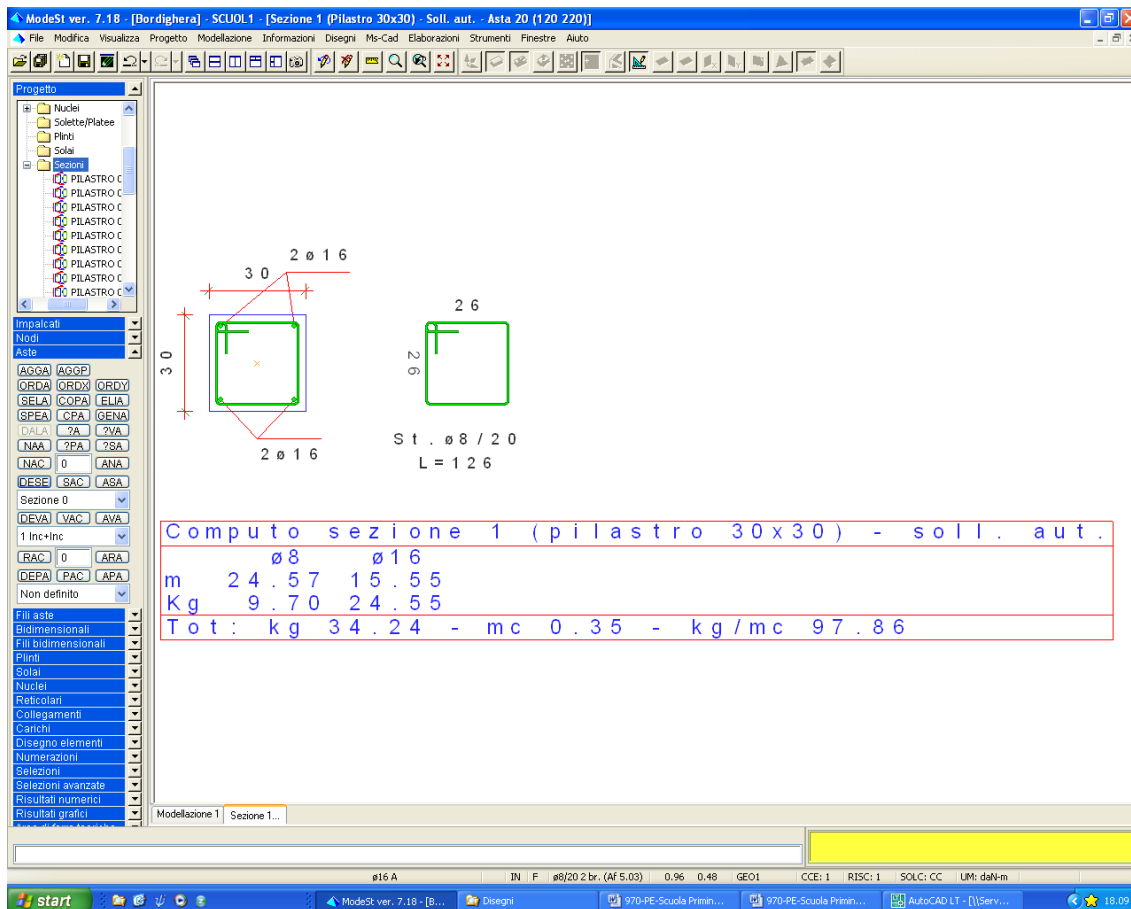 ModeSt ver. 7.18 - [Bordighera] - SCUOL1 - [Sezione 1 (Pilastro 30x30) - Soll. aut. - Asta 20 (120 220)]
File Modifica Visualizza Progetto Modellazione Informazioni Disegni Ms-Cad Elaborazioni Strumenti Finestre Aiuto
Progetto
Nuclei
Solette/Platee
Plinti
Solai
Sezioni
PILASTRO C
PILASTRO C
PILASTRO C
PILASTRO C
PILASTRO C
PILASTRO C
PILASTRO C
PILASTRO C
PILASTRO C
Impalcati
Nodi
Aste
AGGA AGGP
ORDA ORDX ORDY
SELA COPA ELIA
SPEA CPA GENA
DALA ?A ?VA
NAA ?PA ?SA
NAC 0 ANA
DESE SAC ASA
Sezione 0
DEVA VAC AVA
1 Inc+Inc
RAC 0 ARA
DEPA PAC APA
Non definito
Fili aste
Bidimensionali
Fili bidimensionali
Plinti
Solai
Nuclei
Reticolari
Collegamenti
Carichi
Disegno elementi
Numerazioni
Selezioni
Selezioni avanzate
Risultati numerici
Risultati grafici
2ø16
30
30
2ø16
26
26
St. ø8/20
L=126
Computo sezione 1 (pilastro 30x30) - soll. aut.
ø8 ø16
m 24.57 15.55
Kg 9.70 24.55
Tot: kg 34.24 - mc 0.35 - kg/mc 97.86
Modellazione 1 Sezione 1...
ø16 A IN F ø8/20 2 br. (Af 5.03) 0.96 0.48 GEO1 CCE: 1 RISC: 1 SOLC: CC UM: daN-m
start ModeSt ver. 7.18 - [B... Disegni 970-PE-Scuola Primin... 970-PE-Scuola Primin... AutoCAD LT - [\\Serv... 18.09